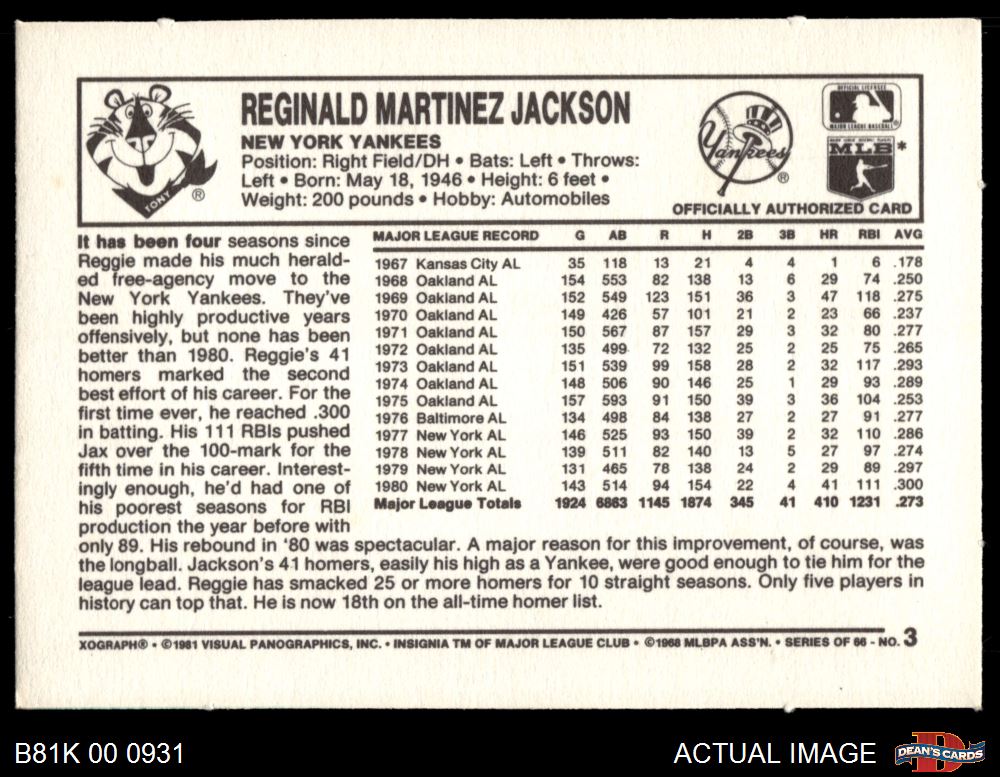 TONY ®
REGINALD MARTINEZ JACKSON
NEW YORK YANKEES
Position: Right Field/DH • Bats: Left • Throws:
Left • Born: May 18, 1946 • Height: 6 feet •
Weight: 200 pounds • Hobby: Automobiles
Yankees ®
OFFICIAL LICENSEE
MAJOR LEAGUE BASEBALL ®
MLB *
OFFICIALLY AUTHORIZED CARD
It has been four seasons since
Reggie made his much herald-
ed free-agency move to the
New York Yankees. They've
been highly productive years
offensively, but none has been
better than 1980. Reggie's 41
homers marked the second
best effort of his career. For the
first time ever, he reached .300
in batting. His 111 RBIs pushed
Jax over the 100-mark for the
fifth time in his career. Interest-
ingly enough, he'd had one of
his poorest seasons for RBI
production the year before with
only 89. His rebound in '80 was spectacular. A major reason for this improvement, of course, was
the longball. Jackson's 41 homers, easily his high as a Yankee, were good enough to tie him for the
league lead. Reggie has smacked 25 or more homers for 10 straight seasons. Only five players in
history can top that. He is now 18th on the all-time homer list.
MAJOR LEAGUE RECORD G AB R H 2B 3B HR RBI AVG
1967 Kansas City AL 35 118 13 21 4 4 1 6 .178
1968 Oakland AL 154 553 82 138 13 6 29 74 .250
1969 Oakland AL 152 549 123 151 36 3 47 118 .275
1970 Oakland AL 149 426 57 101 21 2 23 66 .237
1971 Oakland AL 150 567 87 157 29 3 32 80 .277
1972 Oakland AL 135 499 72 132 25 2 25 75 .265
1973 Oakland AL 151 539 99 158 28 2 32 117 .293
1974 Oakland AL 148 506 90 146 25 1 29 93 .289
1975 Oakland AL 157 593 91 150 39 3 36 104 .253
1976 Baltimore AL 134 498 84 138 27 2 27 91 .277
1977 New York AL 146 525 93 150 39 2 32 110 .286
1978 New York AL 139 511 82 140 13 5 27 97 .274
1979 New York AL 131 465 78 138 24 2 29 89 .297
1980 New York AL 143 514 94 154 22 4 41 111 .300
Major League Totals 1924 6863 1145 1874 345 41 410 1231 .273
XOGRAPH® • ©1981 VISUAL PANOGRAPHICS, INC. • INSIGNIA TM OF MAJOR LEAGUE CLUB • ©1968 MLBPA ASS'N. • SERIES OF 66 - NO. 3
B81K 00 0931
ACTUAL IMAGE
DEAN'S CARDS